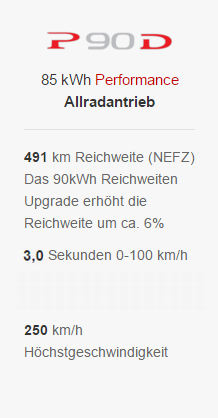 P90D
85 kWh Performance
Allradantrieb
491 km Reichweite (NEFZ)
Das 90kWh Reichweiten
Upgrade erhöht die
Reichweite um ca. 6%
3,0 Sekunden 0-100 km/h
250 km/h
Höchstgeschwindigkeit